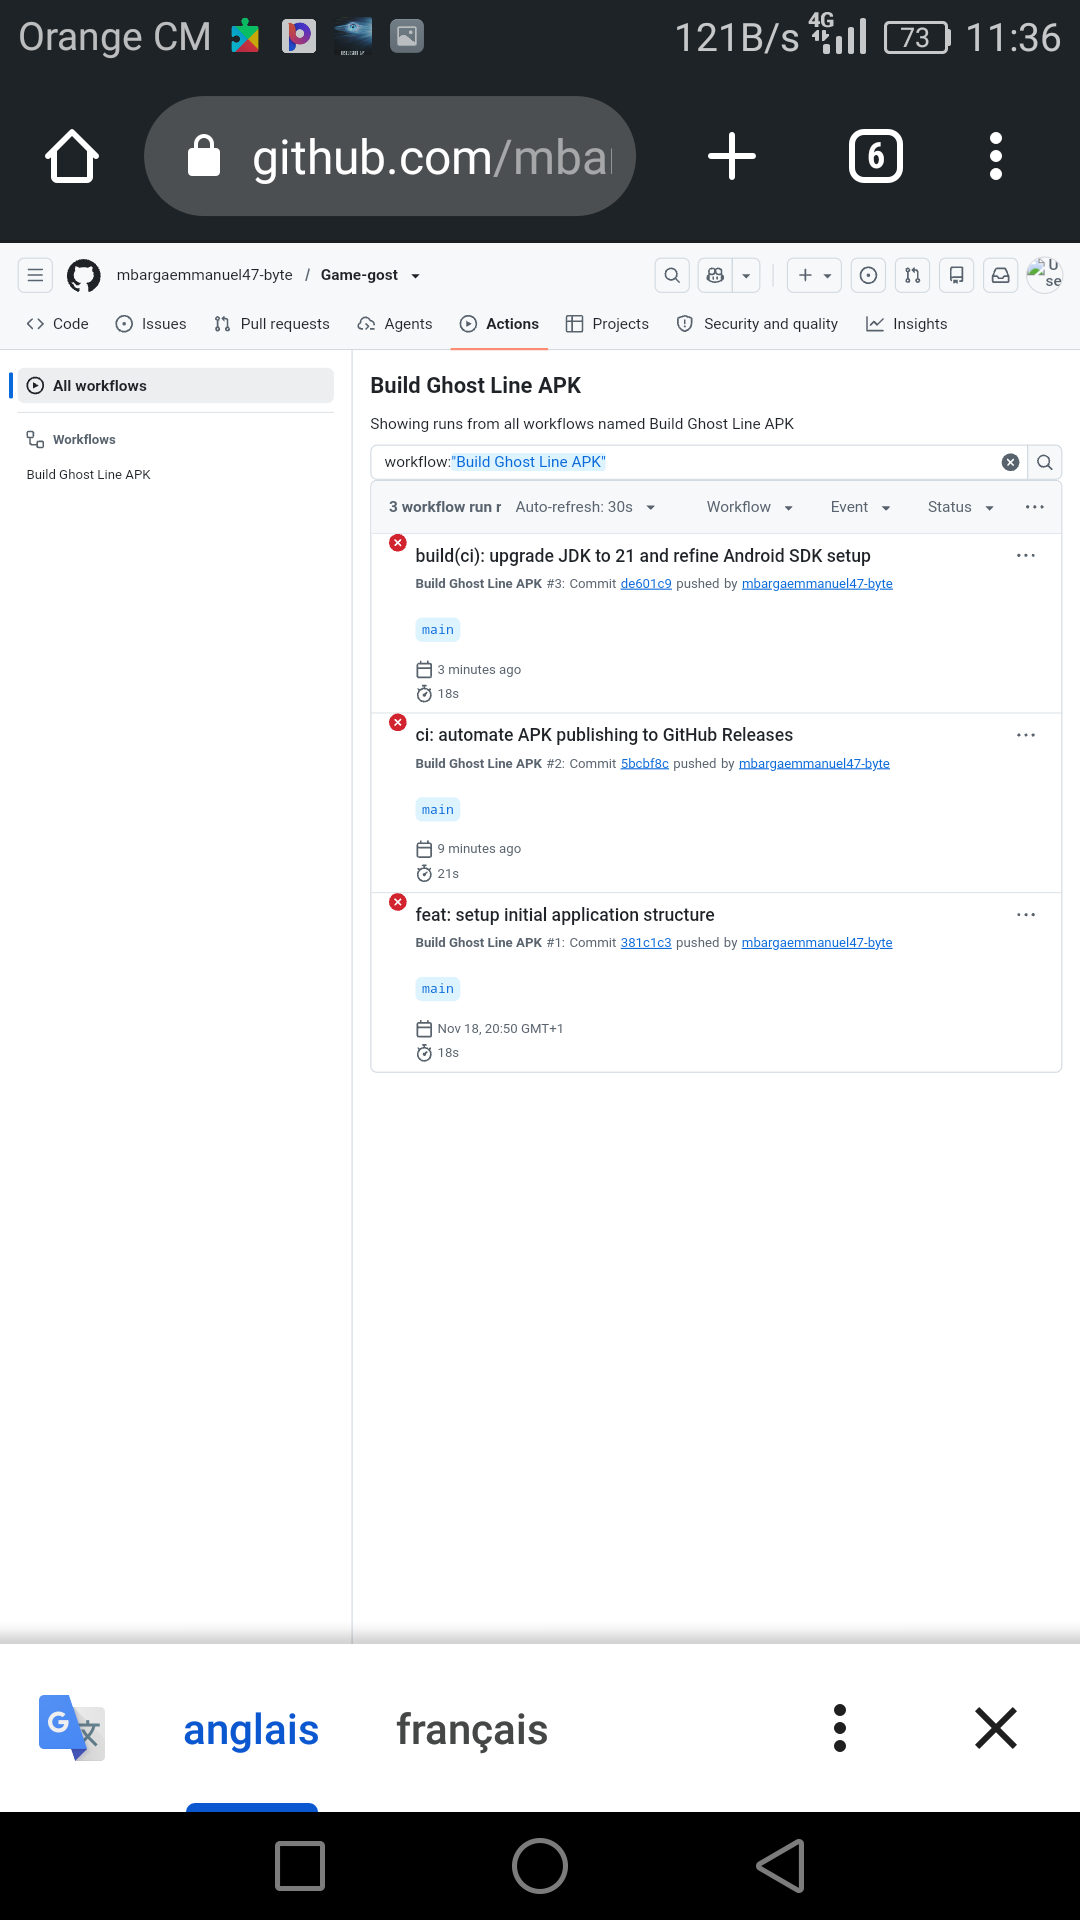 Orange CM 121B/s 4G 73 11:36
github.com/mba 6
mbargaemmanuel47-byte / Game-gost
Code Issues Pull requests Agents Actions Projects Security and quality Insights
All workflows
Workflows
Build Ghost Line APK
Build Ghost Line APK
Showing runs from all workflows named Build Ghost Line APK
workflow:"Build Ghost Line APK"
3 workflow run r Auto-refresh: 30s Workflow Event Status
build(ci): upgrade JDK to 21 and refine Android SDK setup
Build Ghost Line APK #3: Commit de601c9 pushed by mbargaemmanuel47-byte
main
3 minutes ago
18s
ci: automate APK publishing to GitHub Releases
Build Ghost Line APK #2: Commit 5bcbf8c pushed by mbargaemmanuel47-byte
main
9 minutes ago
21s
feat: setup initial application structure
Build Ghost Line APK #1: Commit 381c1c3 pushed by mbargaemmanuel47-byte
main
Nov 18, 20:50 GMT+1
18s
anglais français